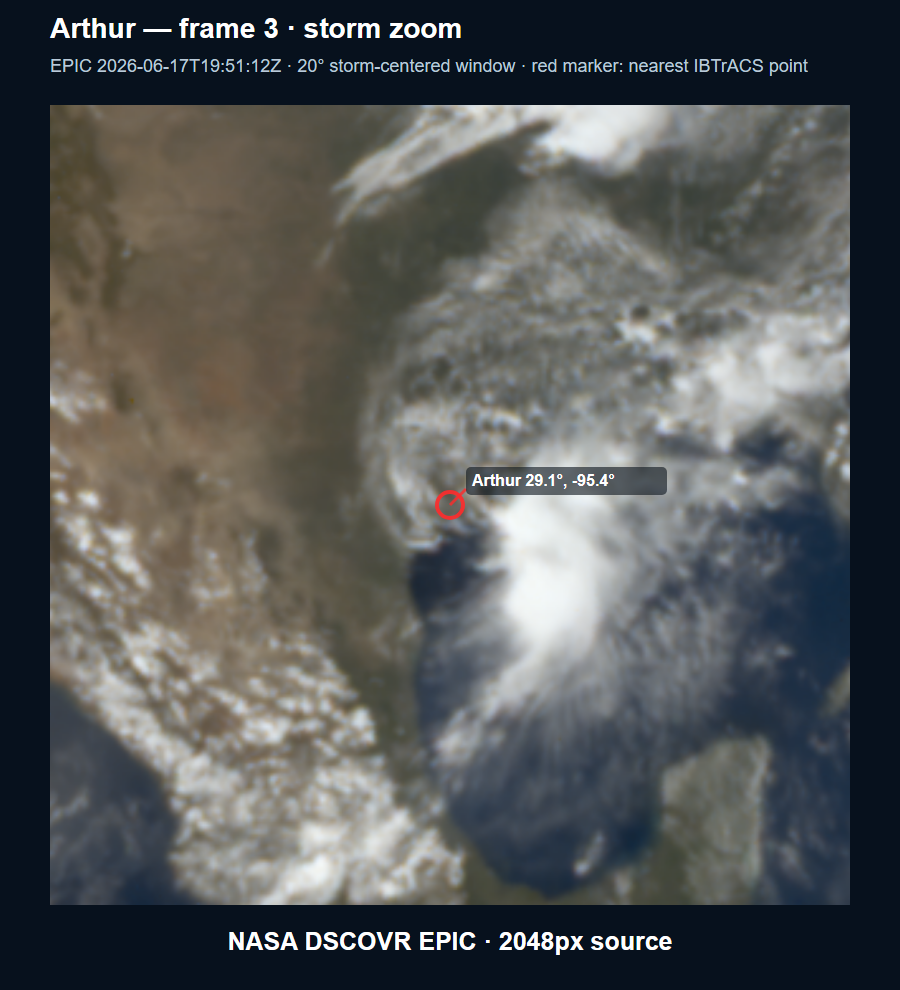 Arthur — frame 3 · storm zoom
EPIC 2026-06-17T19:51:12Z · 20° storm-centered window · red marker: nearest IBTrACS point
Arthur 29.1°, -95.4°
NASA DSCOVR EPIC · 2048px source